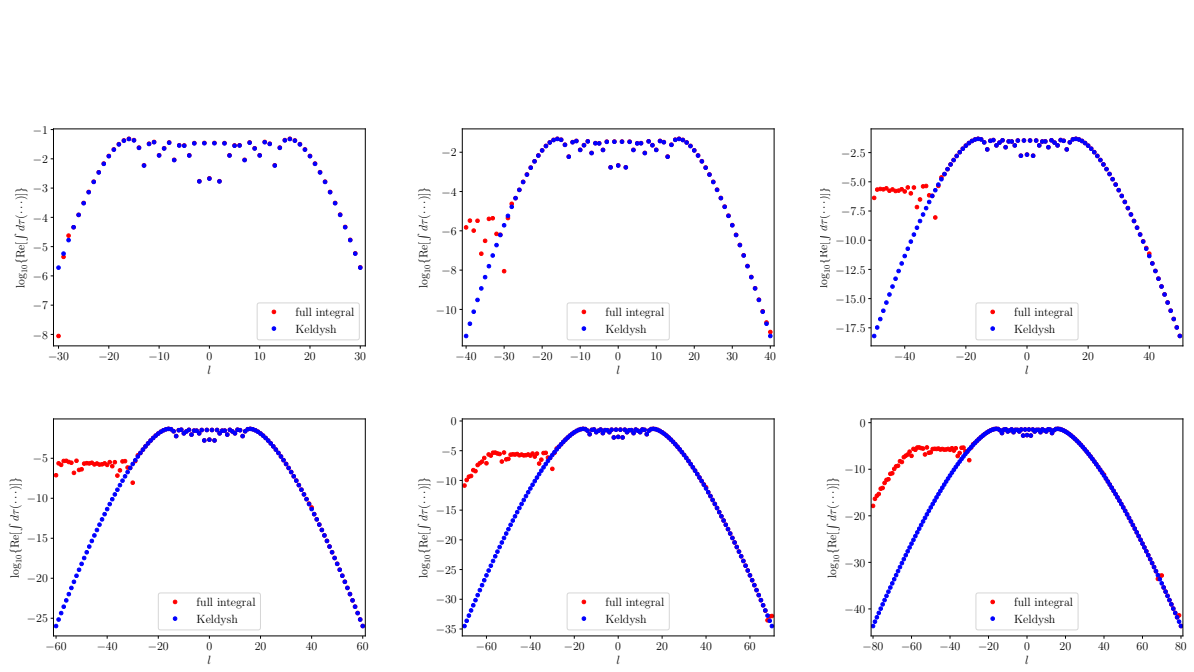 −1
−2
−3
−4
−5
−6
−7
−8
−30 −20 −10 0 10 20 30
l
log₁₀{Re[∫ dτ(⋯)]}
full integral
Keldysh
−2
−4
−6
−8
−10
−40 −30 −20 −10 0 10 20 30 40
l
log₁₀{Re[∫ dτ(⋯)]}
full integral
Keldysh
−2.5
−5.0
−7.5
−10.0
−12.5
−15.0
−17.5
−40 −20 0 20 40
l
log₁₀{Re[∫ dτ(⋯)]}
full integral
Keldysh
−5
−10
−15
−20
−25
−60 −40 −20 0 20 40 60
l
log₁₀{Re[∫ dτ(⋯)]}
full integral
Keldysh
0
−5
−10
−15
−20
−25
−30
−35
−60 −40 −20 0 20 40 60
l
log₁₀{Re[∫ dτ(⋯)]}
full integral
Keldysh
0
−10
−20
−30
−40
−80 −60 −40 −20 0 20 40 60 80
l
log₁₀{Re[∫ dτ(⋯)]}
full integral
Keldysh